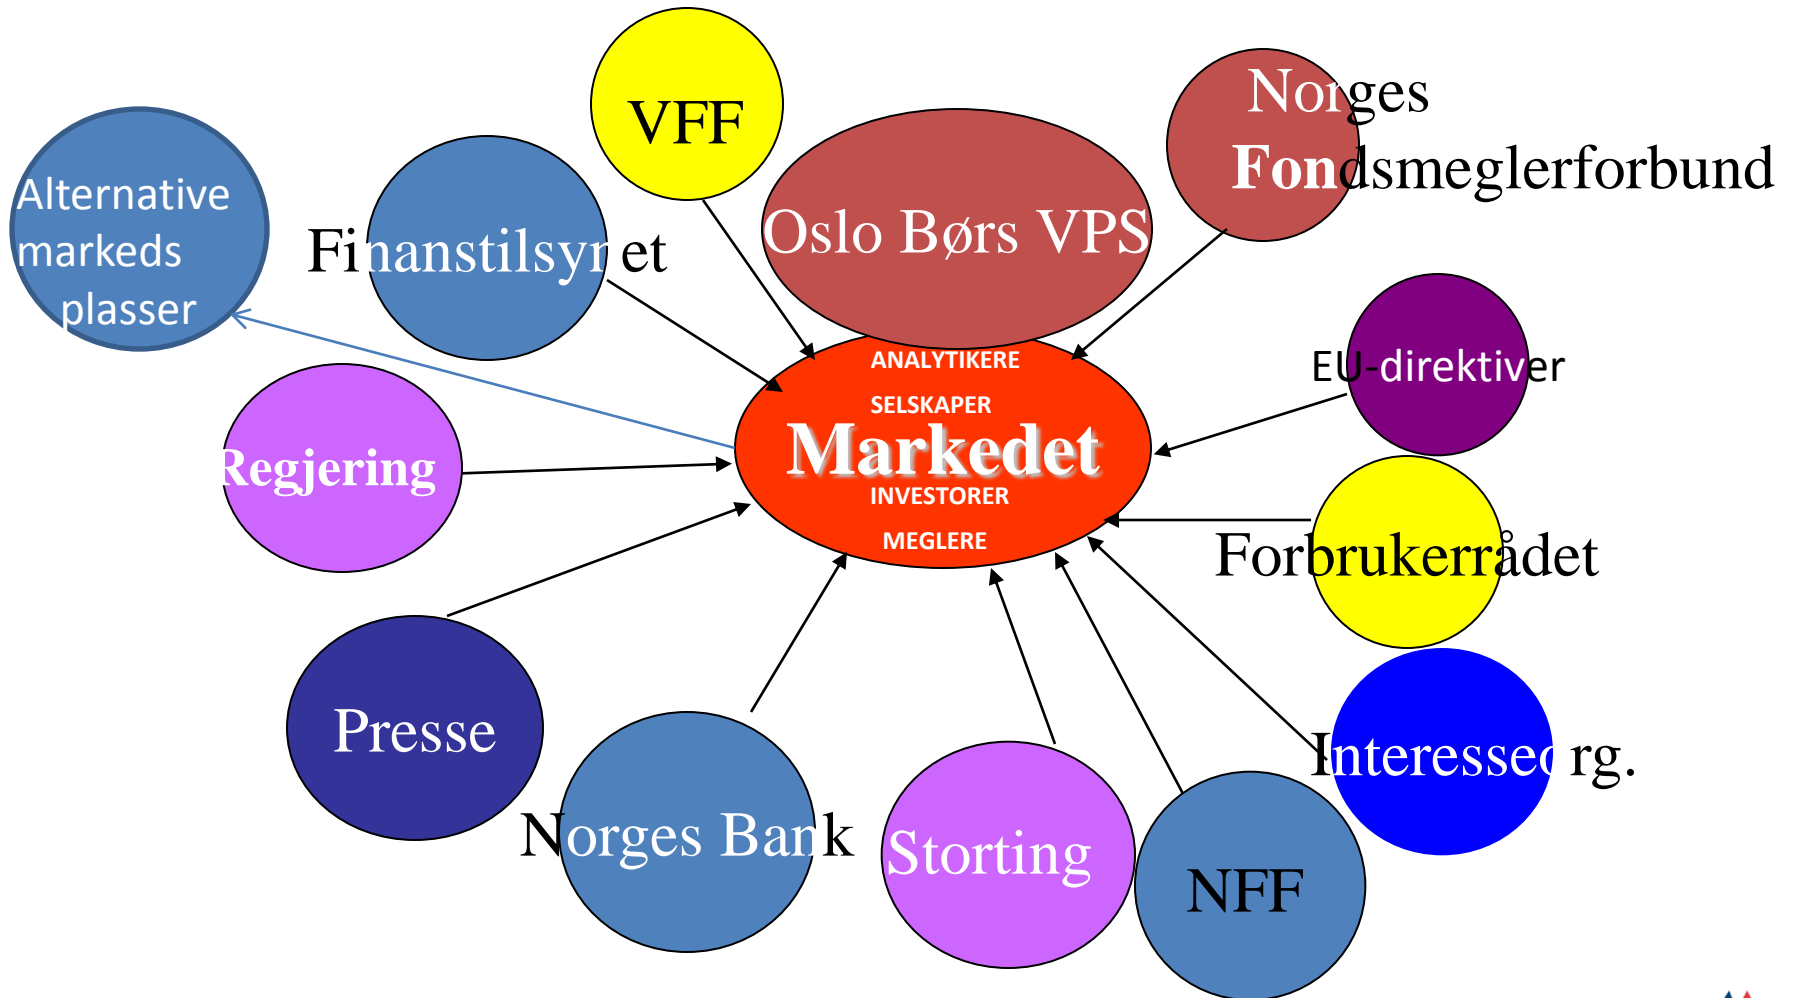 VFF
Norges
Fondsmeglerforbund
Alternative
markeds
plasser
Finanstilsynet
Oslo Børs VPS
EU-direktiver
ANALYTIKERE
SELSKAPER
Markedet
INVESTORER
MEGLERE
Regjering
Forbrukerrådet
Presse
Interesseorg.
Norges Bank
Storting
NFF